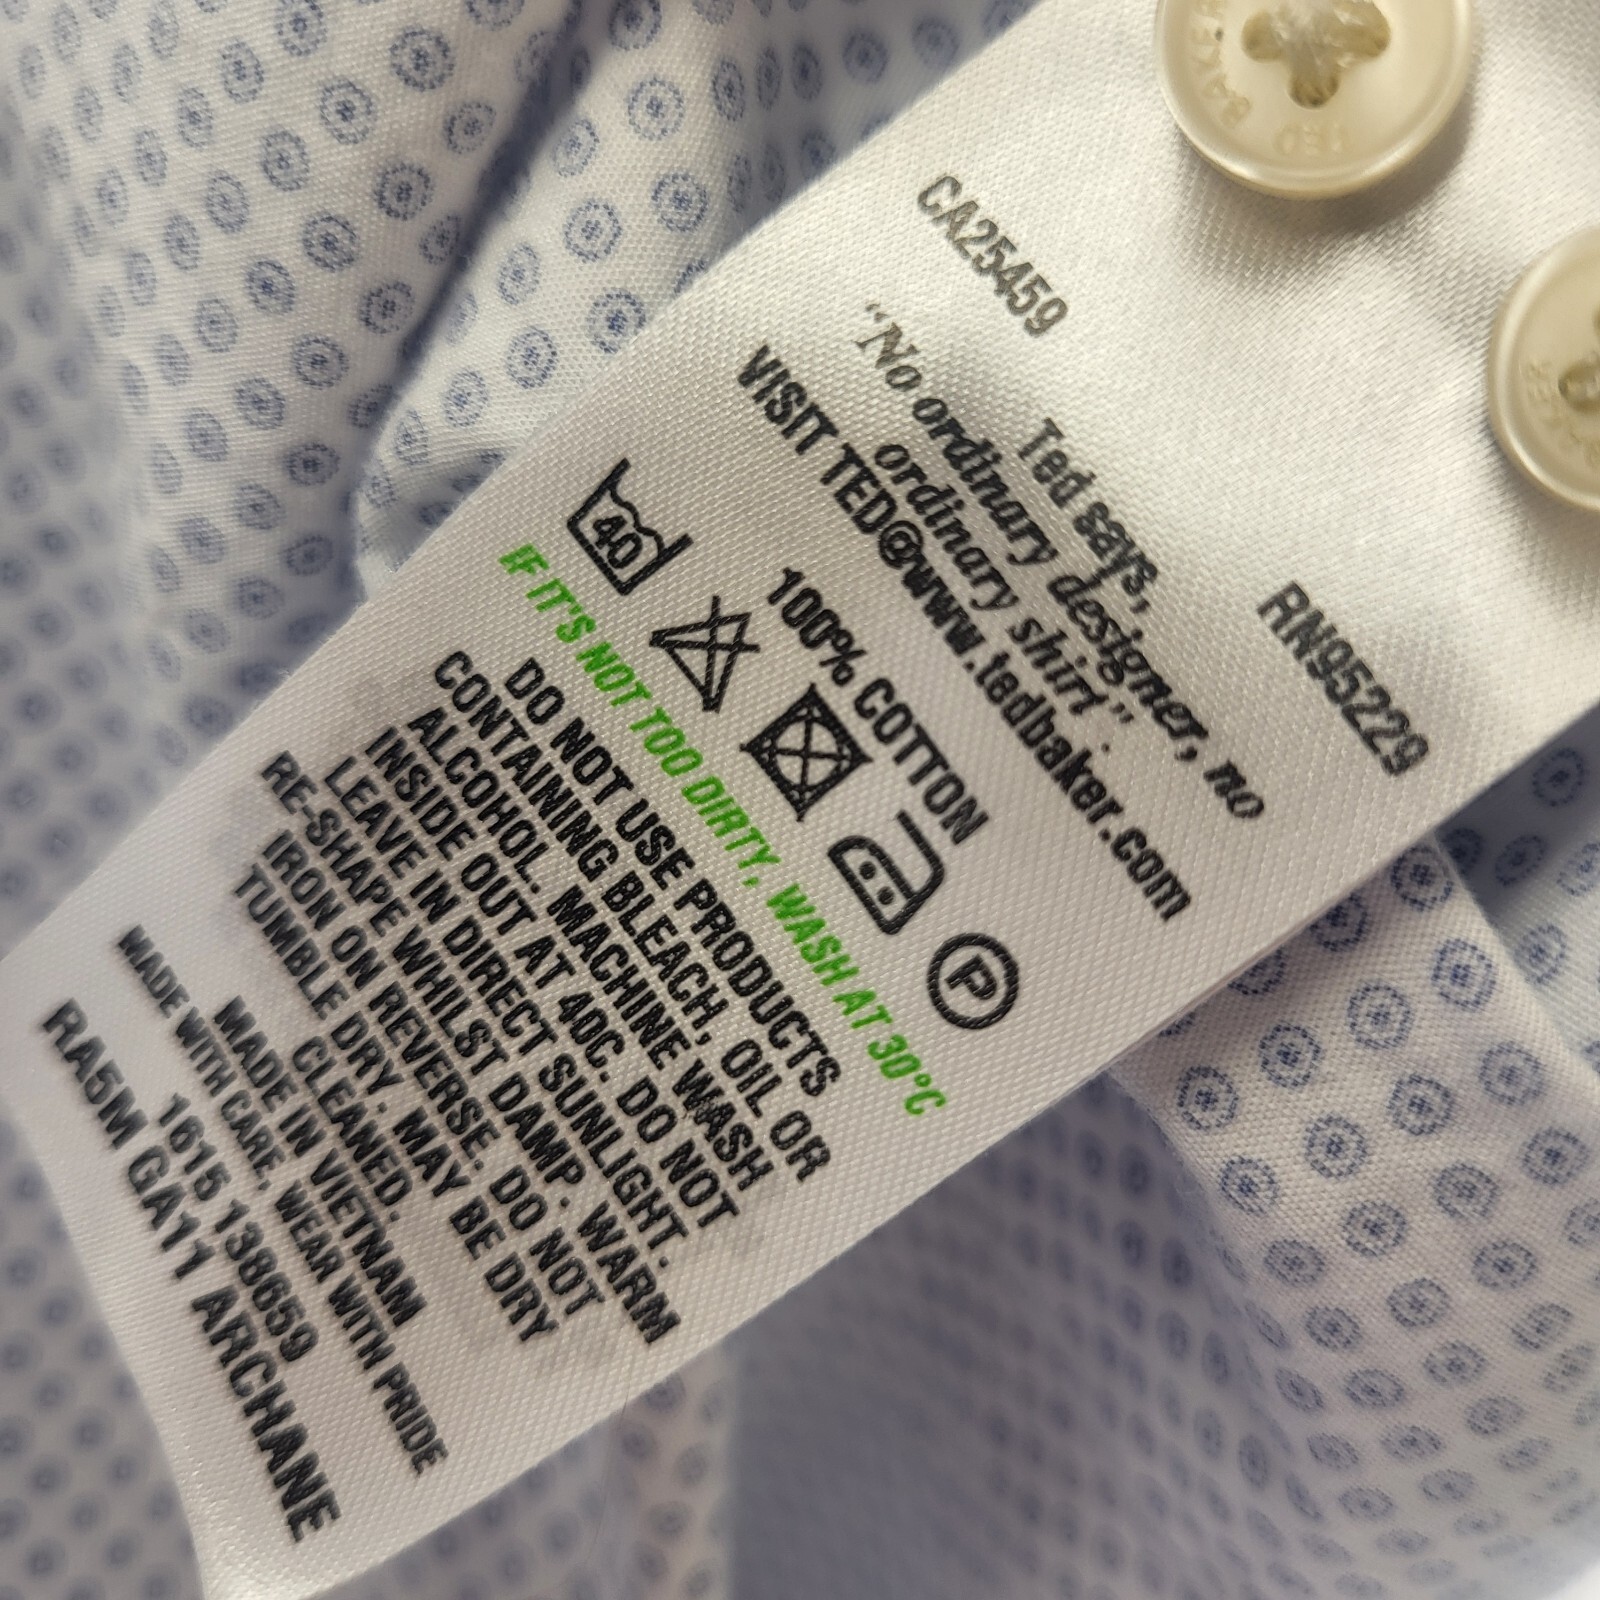 TED BAKER
BAKER
CA25459
RN95229
Ted says,
“No ordinary designer, no
ordinary shirt”.
VISIT TED@www.tedbaker.com
100% COTTON
40
P
IF IT'S NOT TOO DIRTY, WASH AT 30°C
DO NOT USE PRODUCTS
CONTAINING BLEACH, OIL OR
ALCOHOL. MACHINE WASH
INSIDE OUT AT 40C. DO NOT
LEAVE IN DIRECT SUNLIGHT.
RE-SHAPE WHILST DAMP. WARM
IRON ON REVERSE. DO NOT
TUMBLE DRY. MAY BE DRY
CLEANED.
MADE IN VIETNAM
MADE WITH CARE, WEAR WITH PRIDE
1615 138659
RA5M GA11 ARCHANE